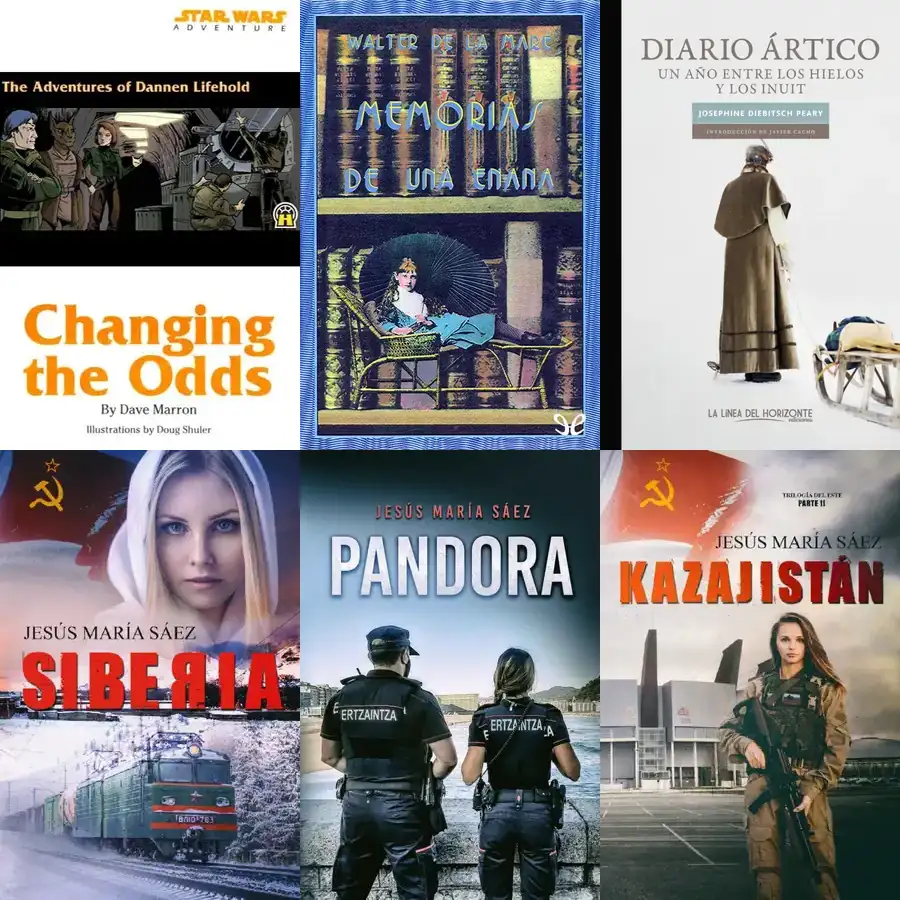 STAR WARS
ADVENTURE
The Adventures of Dannen Lifehold
H
Changing
the Odds
By Dave Marron
Illustrations by Doug Shuler
WALTER DE LA MARE
MEMORIAS
DE UNA ENANA
DIARIO ÁRTICO
UN AÑO ENTRE LOS HIELOS
Y LOS INUIT
JOSEPHINE DIEBITSCH PEARY
INTRODUCCIÓN DE JAVIER CACHO
LA LINEA DEL HORIZONTE
ediciones
JESÚS MARÍA SÁEZ
SIBEЯIA
ВЛ10-763
JESÚS MARÍA SÁEZ
PANDORA
E ERTZAINTZA
E ERTZAINTZA A
TRILOGÍA DEL ESTE
PARTE II
JESÚS MARÍA SÁEZ
KAZAJISTÁN